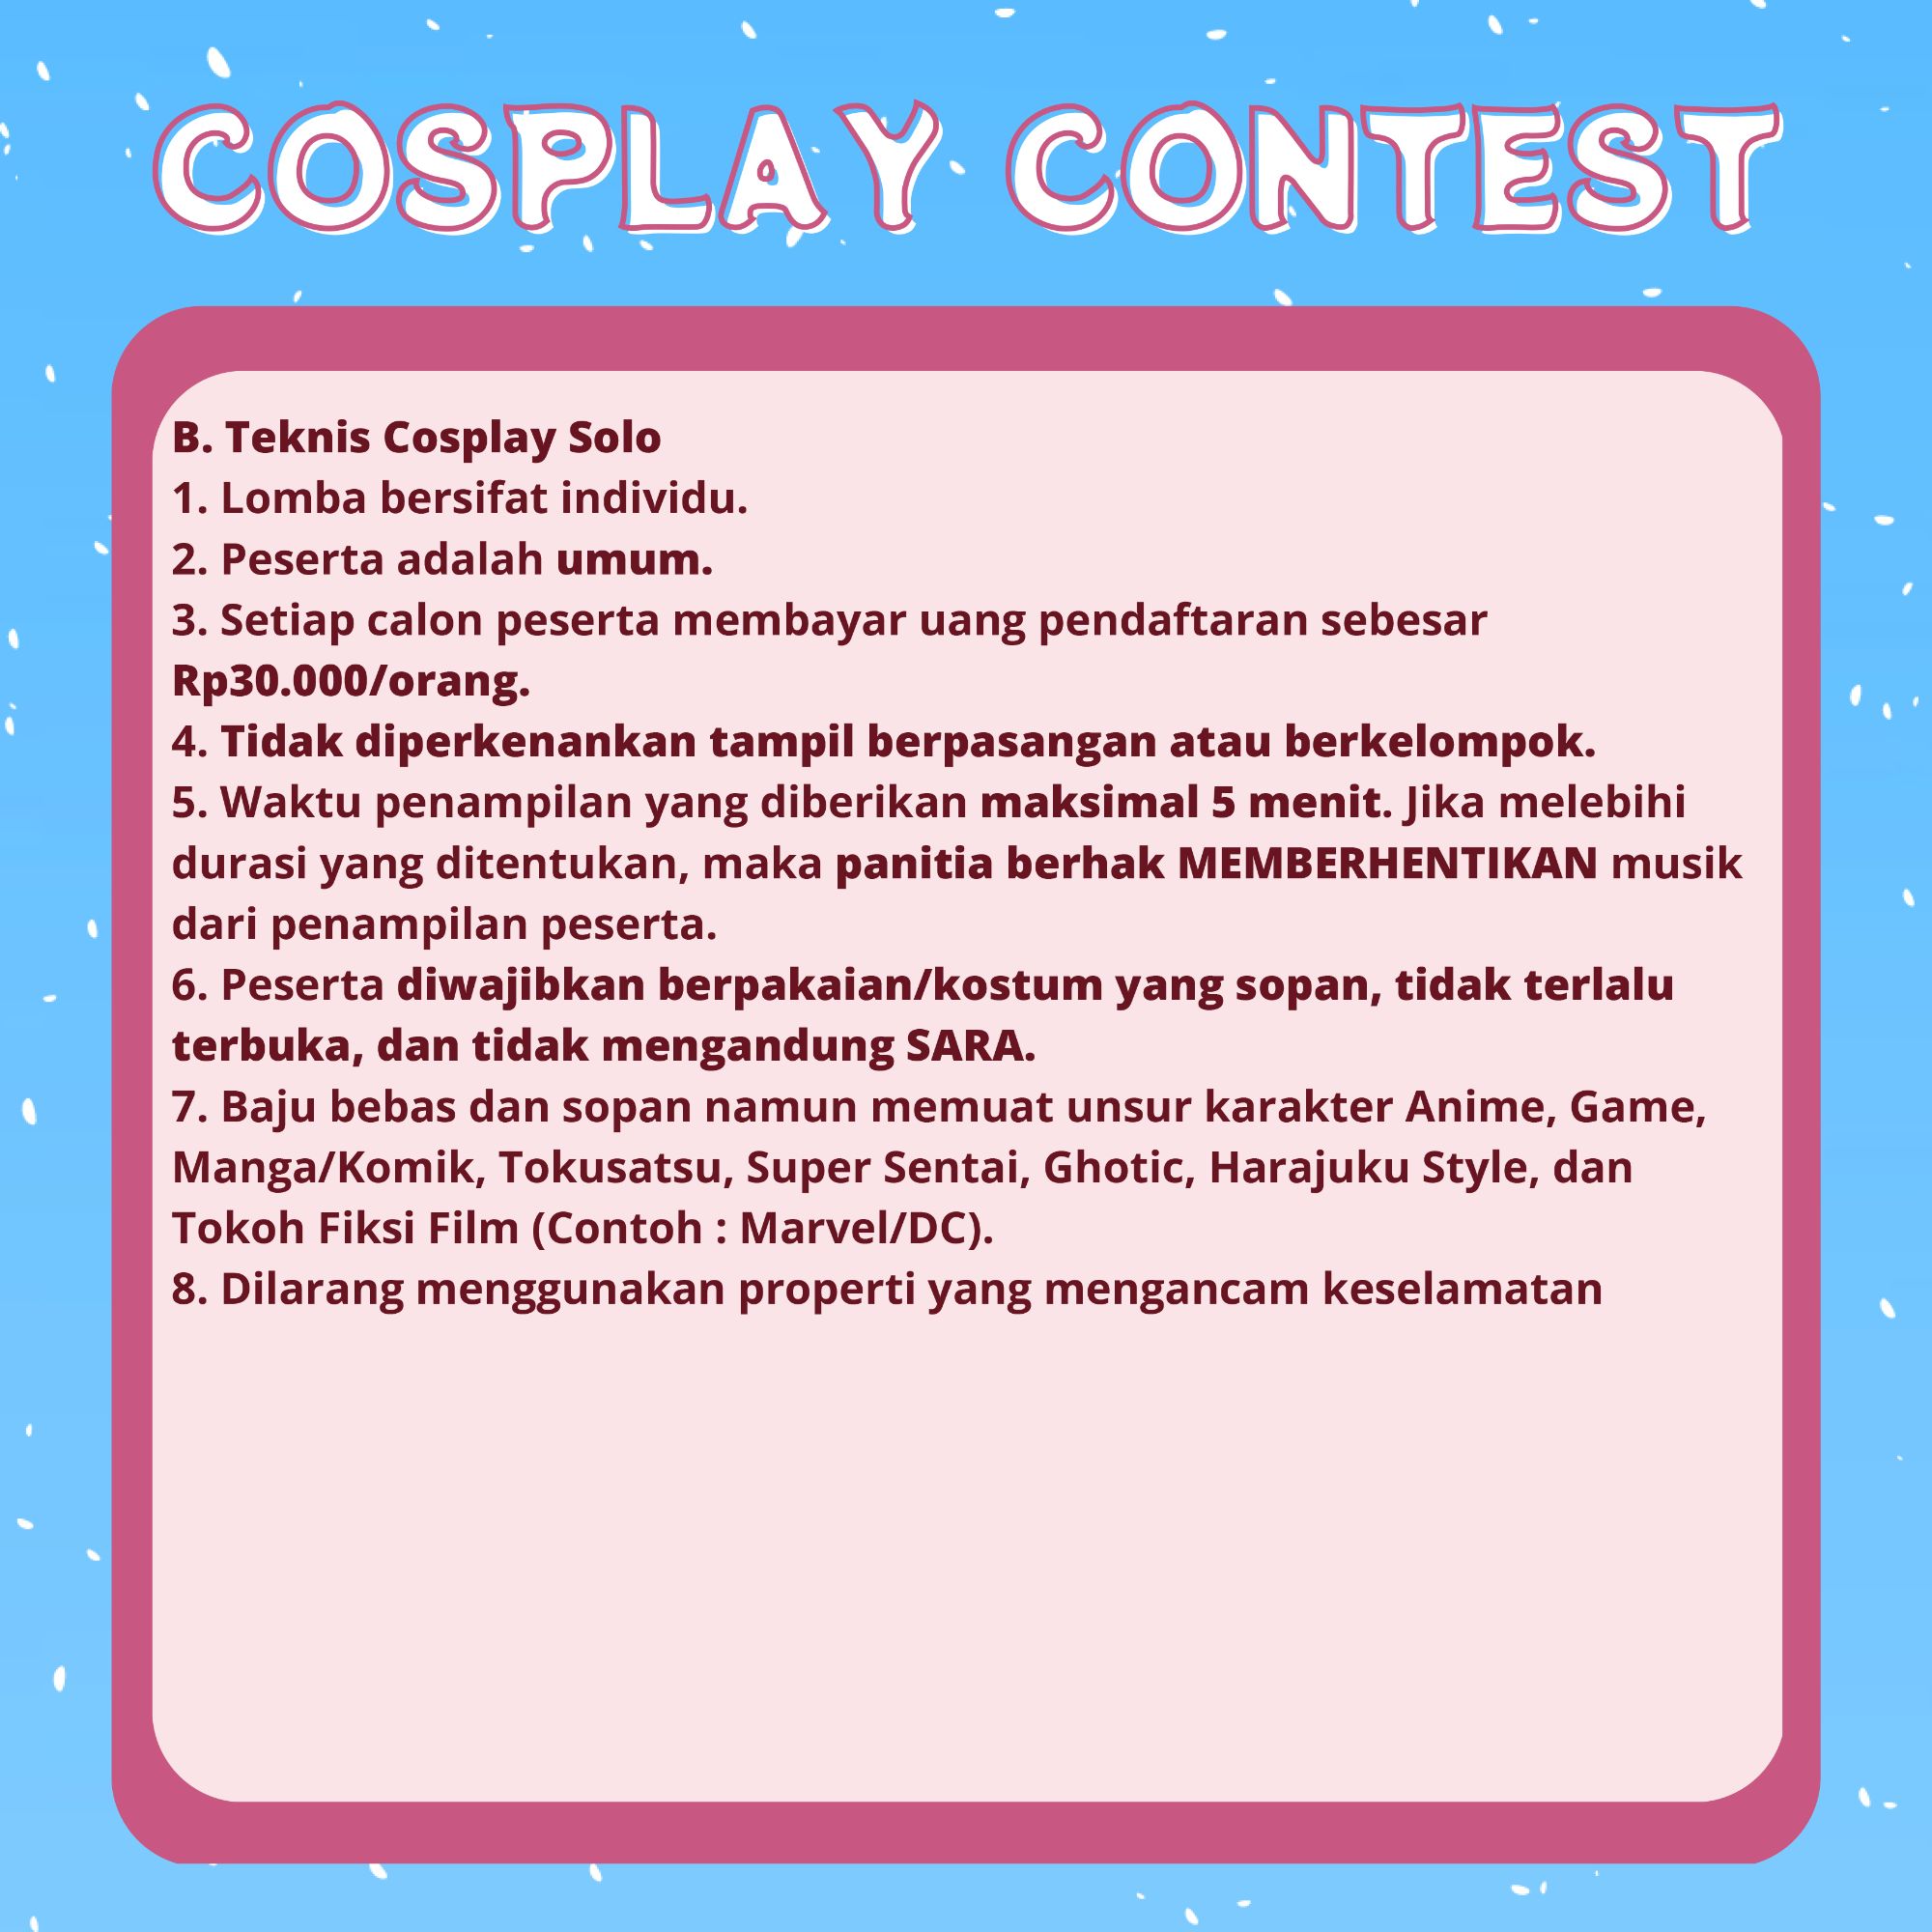 COSPLAY CONTEST
B. Teknis Cosplay Solo
1. Lomba bersifat individu.
2. Peserta adalah umum.
3. Setiap calon peserta membayar uang pendaftaran sebesar
Rp30.000/orang.
4. Tidak diperkenankan tampil berpasangan atau berkelompok.
5. Waktu penampilan yang diberikan maksimal 5 menit. Jika melebihi
durasi yang ditentukan, maka panitia berhak MEMBERHENTIKAN musik
dari penampilan peserta.
6. Peserta diwajibkan berpakaian/kostum yang sopan, tidak terlalu
terbuka, dan tidak mengandung SARA.
7. Baju bebas dan sopan namun memuat unsur karakter Anime, Game,
Manga/Komik, Tokusatsu, Super Sentai, Ghotic, Harajuku Style, dan
Tokoh Fiksi Film (Contoh : Marvel/DC).
8. Dilarang menggunakan properti yang mengancam keselamatan